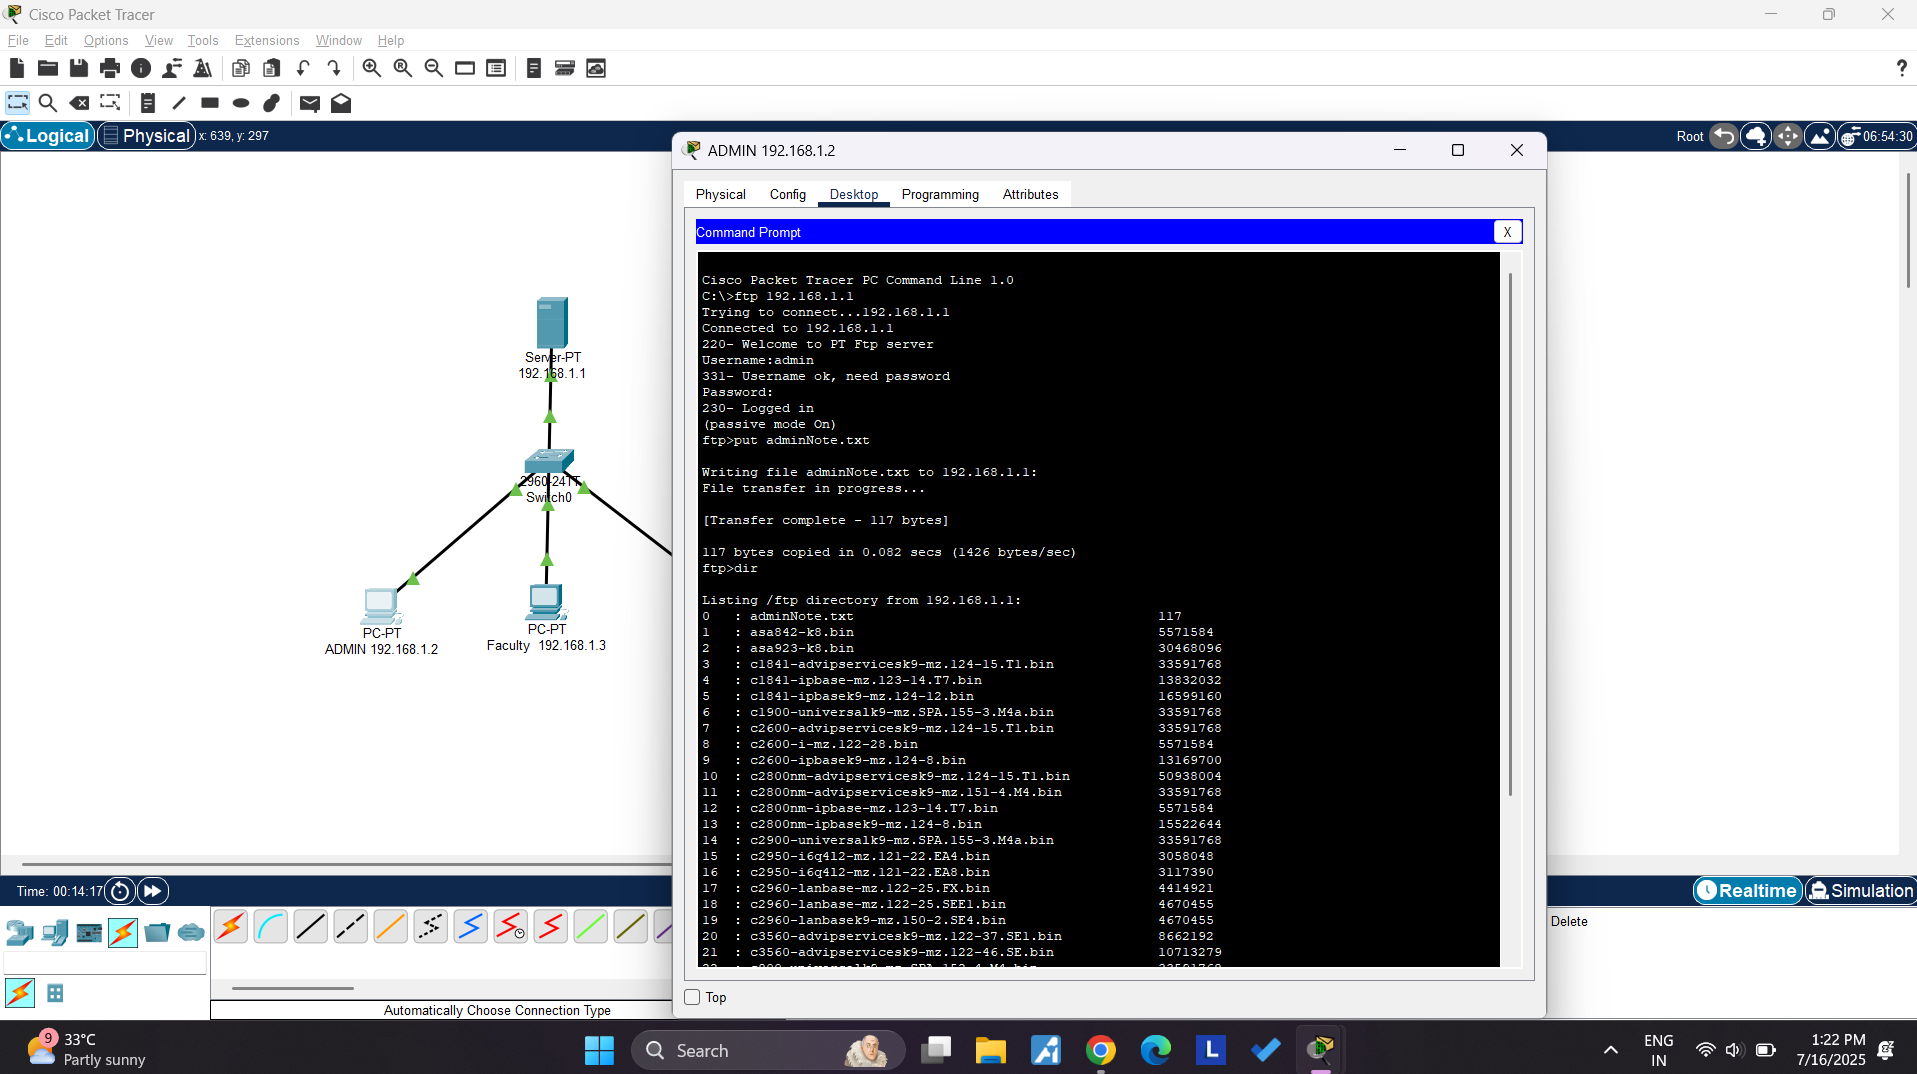 Cisco Packet Tracer
File Edit Options View Tools Extensions Window Help
?
Logical Physical x: 639, y: 297
Root 06:54:30
Server-PT
192.168.1.1
2960-24TT
Switch0
PC-PT
ADMIN 192.168.1.2
PC-PT
Faculty 192.168.1.3
ADMIN 192.168.1.2
Physical Config Desktop Programming Attributes
Command Prompt X
Cisco Packet Tracer PC Command Line 1.0
C:\>ftp 192.168.1.1
Trying to connect...192.168.1.1
Connected to 192.168.1.1
220- Welcome to PT Ftp server
Username:admin
331- Username ok, need password
Password:
230- Logged in
(passive mode On)
ftp>put adminNote.txt
Writing file adminNote.txt to 192.168.1.1:
File transfer in progress...
[Transfer complete - 117 bytes]
117 bytes copied in 0.082 secs (1426 bytes/sec)
ftp>dir
Listing /ftp directory from 192.168.1.1:
0 : adminNote.txt 117
1 : asa842-k8.bin 5571584
2 : asa923-k8.bin 30468096
3 : c1841-advipservicesk9-mz.124-15.T1.bin 33591768
4 : c1841-ipbase-mz.123-14.T7.bin 13832032
5 : c1841-ipbasek9-mz.124-12.bin 16599160
6 : c1900-universalk9-mz.SPA.155-3.M4a.bin 33591768
7 : c2600-advipservicesk9-mz.124-15.T1.bin 33591768
8 : c2600-i-mz.122-28.bin 5571584
9 : c2600-ipbasek9-mz.124-8.bin 13169700
10 : c2800nm-advipservicesk9-mz.124-15.T1.bin 50938004
11 : c2800nm-advipservicesk9-mz.151-4.M4.bin 33591768
12 : c2800nm-ipbase-mz.123-14.T7.bin 5571584
13 : c2800nm-ipbasek9-mz.124-8.bin 15522644
14 : c2900-universalk9-mz.SPA.155-3.M4a.bin 33591768
15 : c2950-i6q4l2-mz.121-22.EA4.bin 3058048
16 : c2950-i6q4l2-mz.121-22.EA8.bin 3117390
17 : c2960-lanbase-mz.122-25.FX.bin 4414921
18 : c2960-lanbase-mz.122-25.SEE1.bin 4670455
19 : c2960-lanbasek9-mz.150-2.SE4.bin 4670455
20 : c3560-advipservicesk9-mz.122-37.SE1.bin 8662192
21 : c3560-advipservicesk9-mz.122-46.SE.bin 10713279
Top
Time: 00:14:17
Realtime Simulation
Delete
Automatically Choose Connection Type
9
33°C
Partly sunny
Search
L
ENG
IN
1:22 PM
7/16/2025